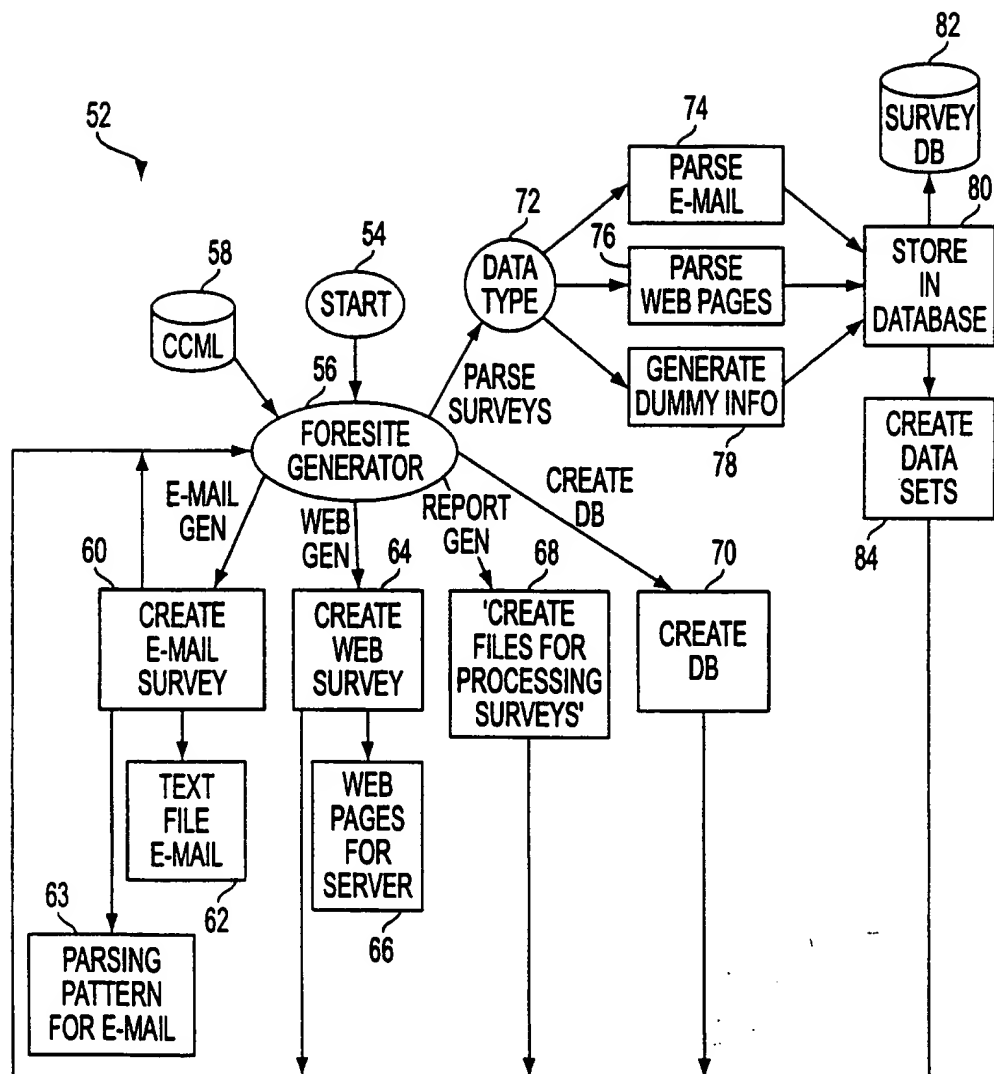 82
SURVEY
DB
52
74
PARSE
E-MAIL
80
72
DATA
TYPE
76
PARSE
WEB PAGES
STORE
IN
DATABASE
58
CCML
54
START
GENERATE
DUMMY INFO
78
PARSE
SURVEYS
56
FORESITE
GENERATOR
CREATE
DATA
SETS
84
E-MAIL
GEN
WEB
GEN
REPORT
GEN
CREATE
DB
60
CREATE
E-MAIL
SURVEY
64
CREATE
WEB
SURVEY
68
'CREATE
FILES FOR
PROCESSING
SURVEYS'
70
CREATE
DB
TEXT
FILE
E-MAIL
62
WEB
PAGES
FOR
SERVER
66
63
PARSING
PATTERN
FOR E-MAIL